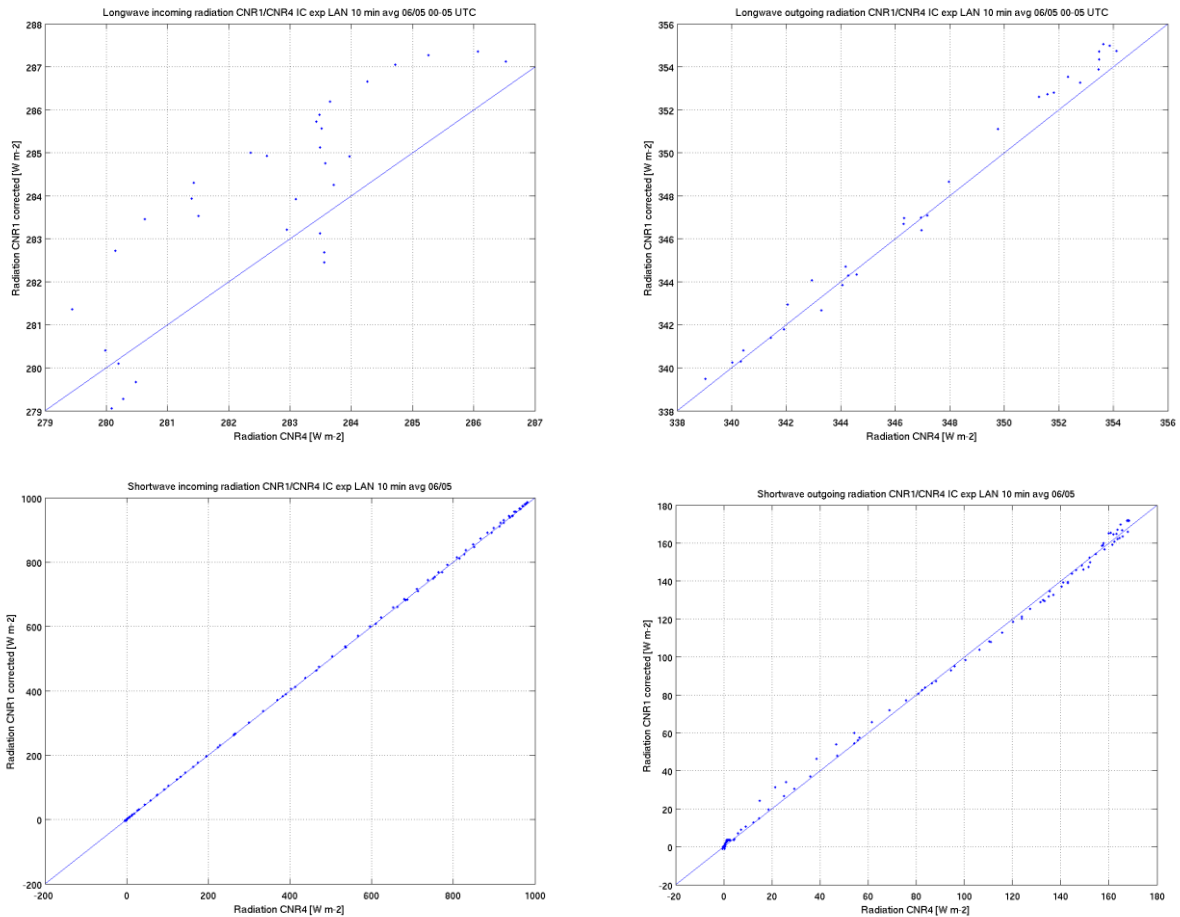 Longwave incoming radiation CNR1/CNR4 IC exp LAN 10 min avg 06/05 00-05 UTC
288
287
286
285
284
283
282
281
280
279
279 280 281 282 283 284 285 286 287
Radiation CNR1 corrected [W m-2]
Radiation CNR4 [W m-2]
Longwave outgoing radiation CNR1/CNR4 IC exp LAN 10 min avg 06/05 00-05 UTC
356
354
352
350
348
346
344
342
340
338
338 340 342 344 346 348 350 352 354 356
Radiation CNR1 corrected [W m-2]
Radiation CNR4 [W m-2]
Shortwave incoming radiation CNR1/CNR4 IC exp LAN 10 min avg 06/05
1000
800
600
400
200
0
-200
-200 0 200 400 600 800 1000
Radiation CNR1 corrected [W m-2]
Radiation CNR4 [W m-2]
Shortwave outgoing radiation CNR1/CNR4 IC exp LAN 10 min avg 06/05
180
160
140
120
100
80
60
40
20
0
-20
-20 0 20 40 60 80 100 120 140 160 180
Radiation CNR1 corrected [W m-2]
Radiation CNR4 [W m-2]